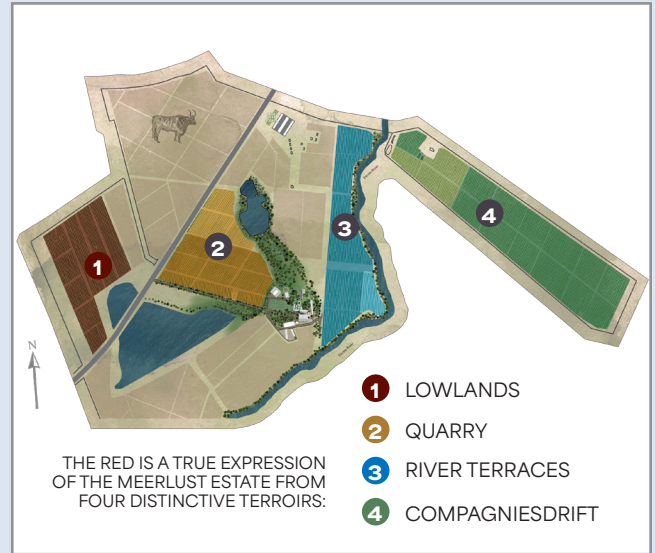 1
2
3
4
N
1 LOWLANDS
2 QUARRY
3 RIVER TERRACES
4 COMPAGNIESDRIFT
THE RED IS A TRUE EXPRESSION
OF THE MEERLUST ESTATE FROM
FOUR DISTINCTIVE TERROIRS: